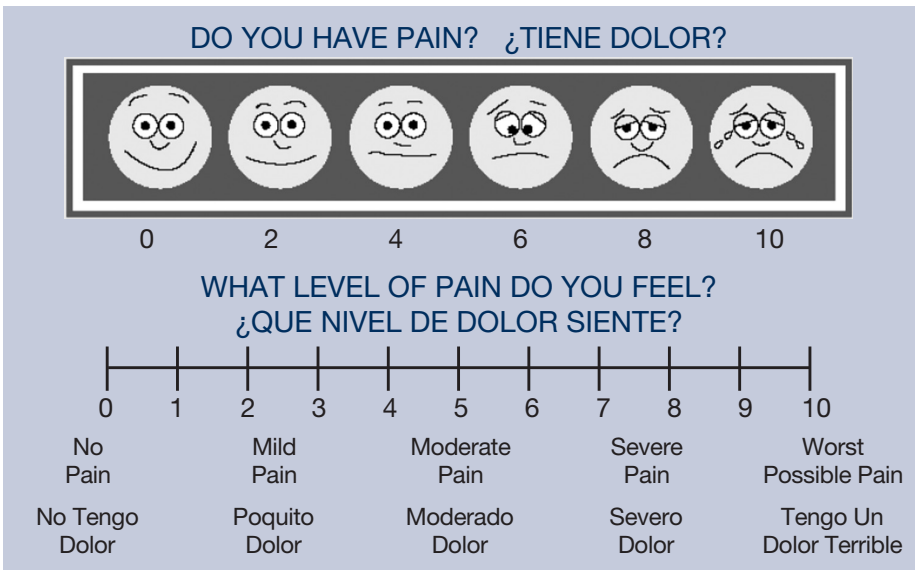 DO YOU HAVE PAIN? ¿TIENE DOLOR?
0 2 4 6 8 10
WHAT LEVEL OF PAIN DO YOU FEEL?
¿QUE NIVEL DE DOLOR SIENTE?
0 1 2 3 4 5 6 7 8 9 10
No Pain
Mild Pain
Moderate Pain
Severe Pain
Worst Possible Pain
No Tengo Dolor
Poquito Dolor
Moderado Dolor
Severo Dolor
Tengo Un Dolor Terrible